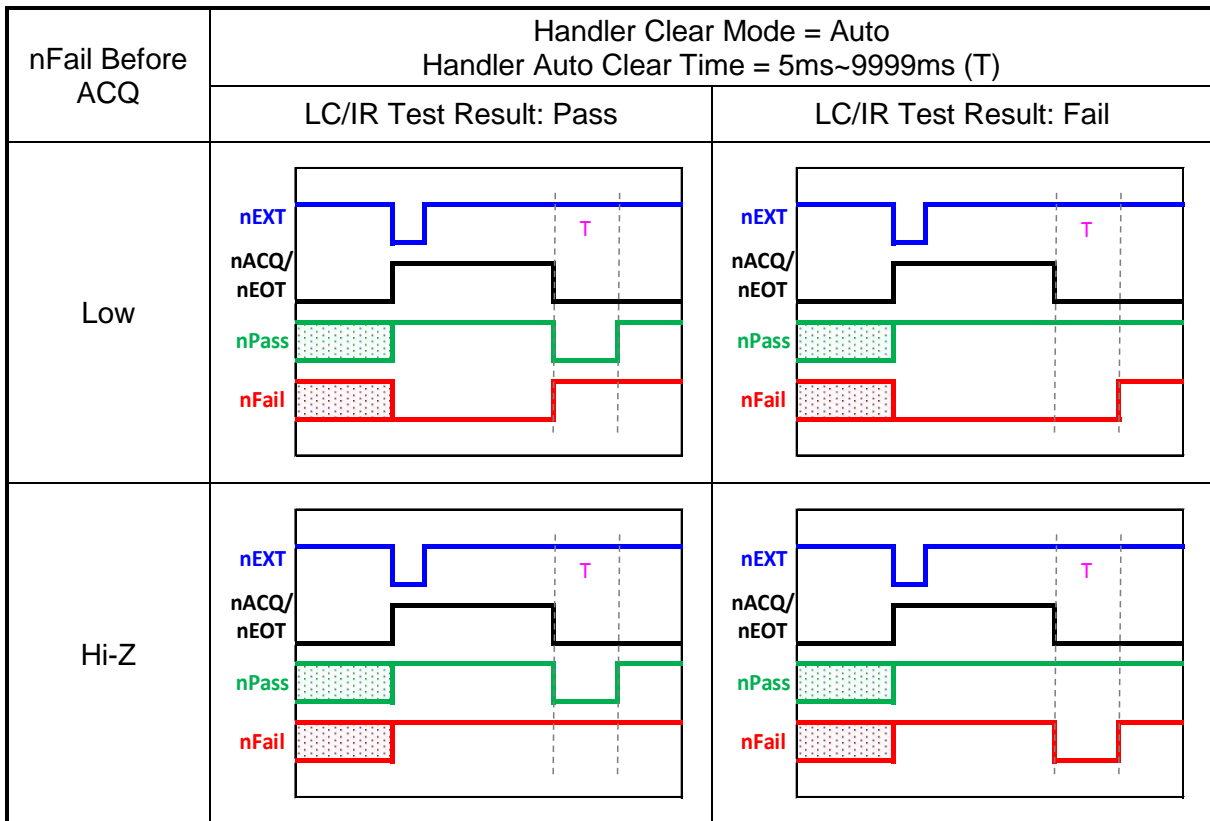 nFail Before
ACQ
Handler Clear Mode = Auto
Handler Auto Clear Time = 5ms~9999ms (T)
LC/IR Test Result: Pass
LC/IR Test Result: Fail
Low
nEXT
T
nACQ/
nEOT
nPass
nFail
nEXT
T
nACQ/
nEOT
nPass
nFail
Hi-Z
nEXT
T
nACQ/
nEOT
nPass
nFail
nEXT
T
nACQ/
nEOT
nPass
nFail